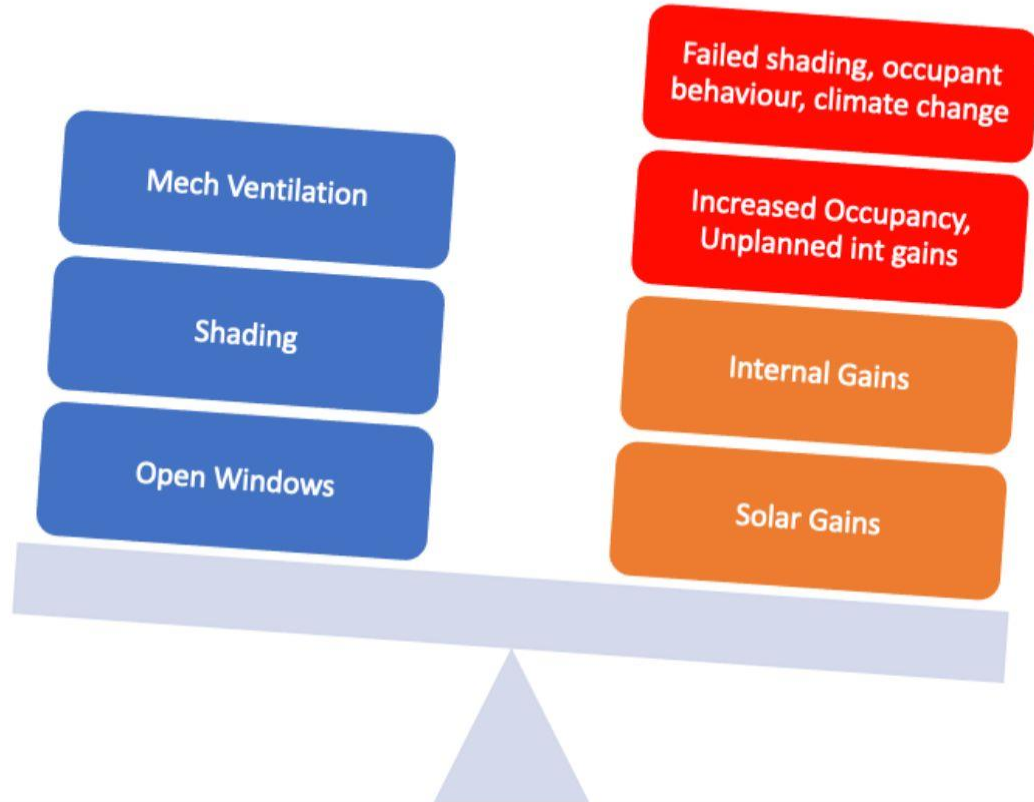 Mech Ventilation
Shading
Open Windows
Failed shading, occupant
behaviour, climate change
Increased Occupancy,
Unplanned int gains
Internal Gains
Solar Gains